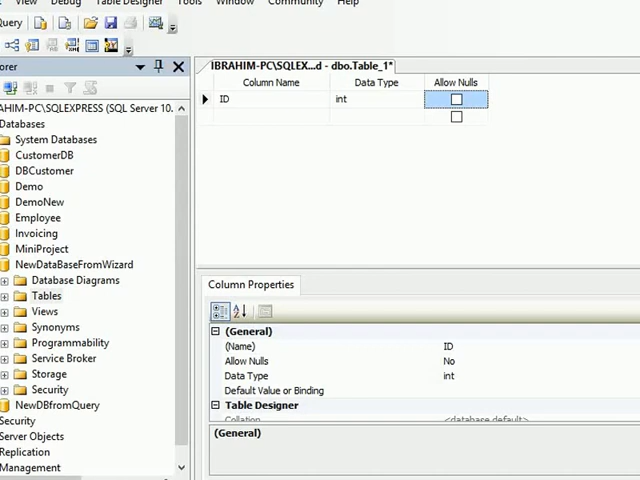 Debug
Table Designer
Tools
Window
Community
Help
Query
orer
IBRAHIM-PC\SQLEX...d - dbo.Table_1*
Column Name
Data Type
Allow Nulls
ID
int
AHIM-PC\SQLEXPRESS (SQL Server 10.
Databases
System Databases
CustomerDB
DBCustomer
Demo
DemoNew
Employee
Invoicing
MiniProject
NewDataBaseFromWizard
Database Diagrams
Tables
Views
Synonyms
Programmability
Service Broker
Storage
Security
NewDBfromQuery
Security
Server Objects
Replication
Management
Column Properties
(General)
(Name) ID
Allow Nulls No
Data Type int
Default Value or Binding
Table Designer
Collation <database default>
(General)